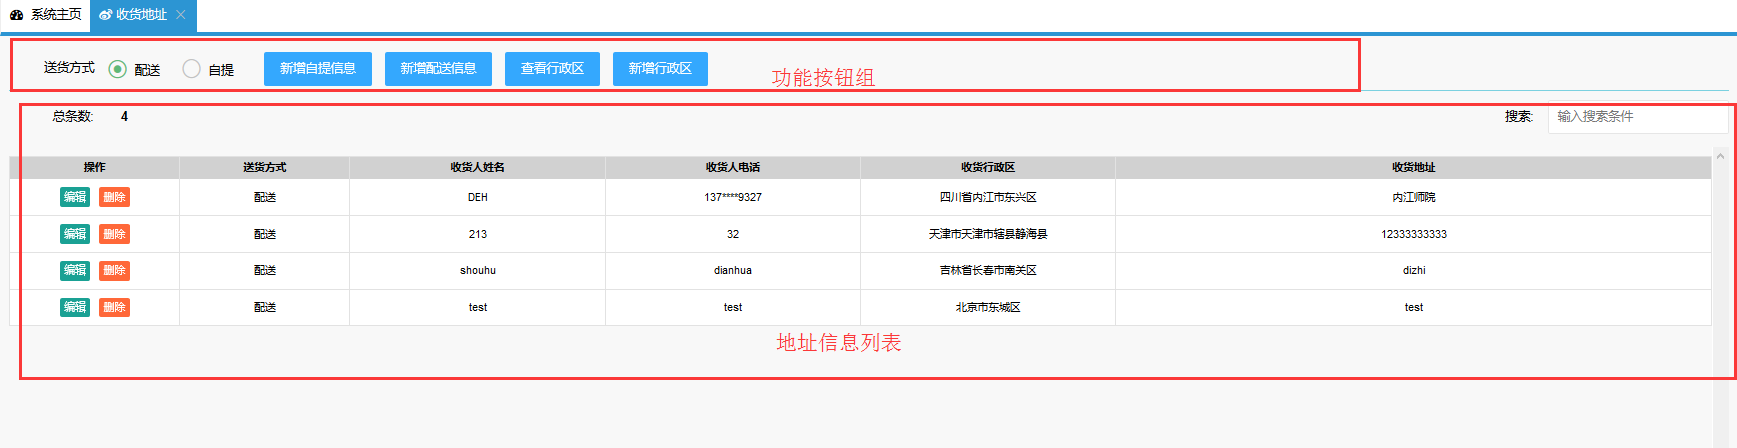 系统主页 收货地址
送货方式 配送 自提 新增自提信息 新增配送信息 查看行政区 新增行政区
功能按钮组
总条数: 4 搜索: 输入搜索条件
操作 送货方式 收货人姓名 收货人电话 收货行政区 收货地址
编辑 删除 配送 DEH 137****9327 四川省内江市东兴区 内江师院
编辑 删除 配送 213 32 天津市天津市辖县静海县 12333333333
编辑 删除 配送 shouhu dianhua 吉林省长春市南关区 dizhi
编辑 删除 配送 test test 北京市东城区 test
地址信息列表